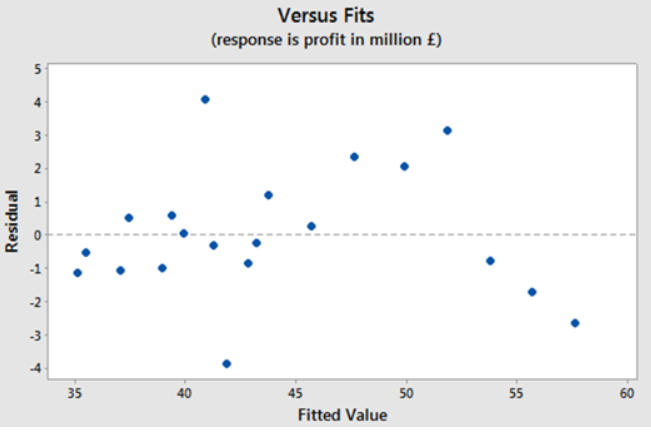 Versus Fits
(response is profit in million £)
5
4
3
2
1
0
-1
-2
-3
-4
Residual
35 40 45 50 55 60
Fitted Value